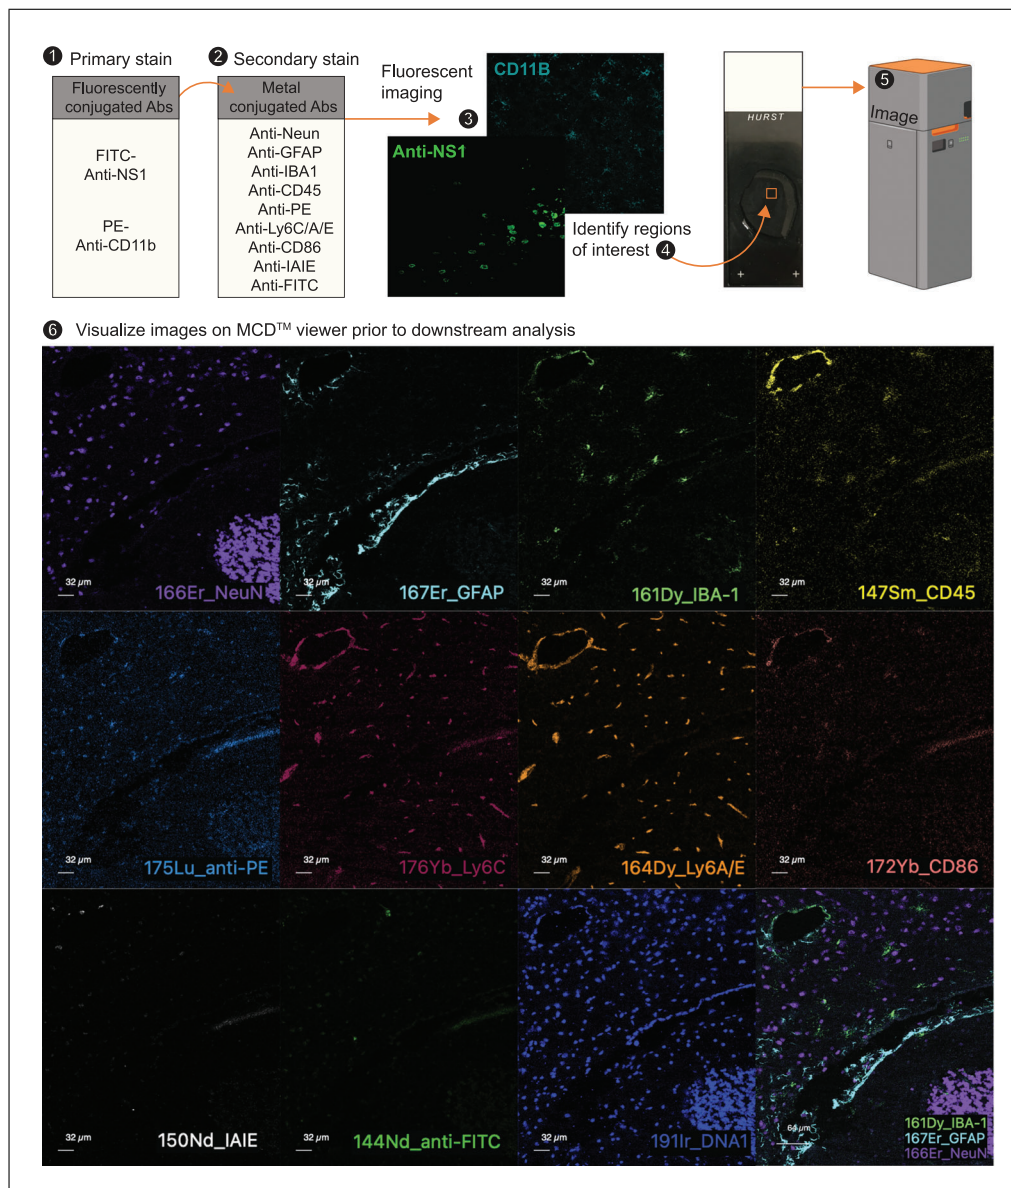 1 Primary stain
Fluorescently
conjugated Abs
FITC-
Anti-NS1
PE-
Anti-CD11b
2 Secondary stain
Metal
conjugated Abs
Anti-Neun
Anti-GFAP
Anti-IBA1
Anti-CD45
Anti-PE
Anti-Ly6C/A/E
Anti-CD86
Anti-IAIE
Anti-FITC
Fluorescent
imaging
3
CD11B
Anti-NS1
Identify regions
of interest 4
HURST
5
Image
6 Visualize images on MCD™ viewer prior to downstream analysis
32 µm
166Er_NeuN
32 µm
167Er_GFAP
32 µm
161Dy_IBA-1
32 µm
147Sm_CD45
32 µm
175Lu_anti-PE
32 µm
176Yb_Ly6C
32 µm
164Dy_Ly6A/E
32 µm
172Yb_CD86
32 µm
150Nd_IAIE
32 µm
144Nd_anti-FITC
32 µm
191Ir_DNA1
64 µm
161Dy_IBA-1
167Er_GFAP
166Er_NeuN